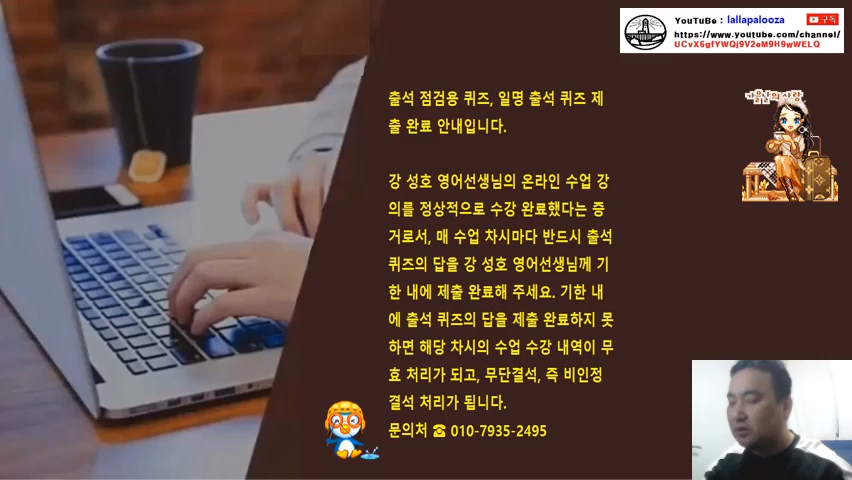 YouTuBe : lallapalooza
구독
https://www.youtube.com/channel/
UCvX6gfYWQj9V2eM9H9wWELQ
가을날의 사랑
출석 점검용 퀴즈, 일명 출석 퀴즈 제
출 완료 안내입니다.
강 성호 영어선생님의 온라인 수업 강
의를 정상적으로 수강 완료했다는 증
거로서, 매 수업 차시마다 반드시 출석
퀴즈의 답을 강 성호 영어선생님께 기
한 내에 제출 완료해 주세요. 기한 내
에 출석 퀴즈의 답을 제출 완료하지 못
하면 해당 차시의 수업 수강 내역이 무
효 처리가 되고, 무단결석, 즉 비인정
결석 처리가 됩니다.
문의처 ☎ 010-7935-2495